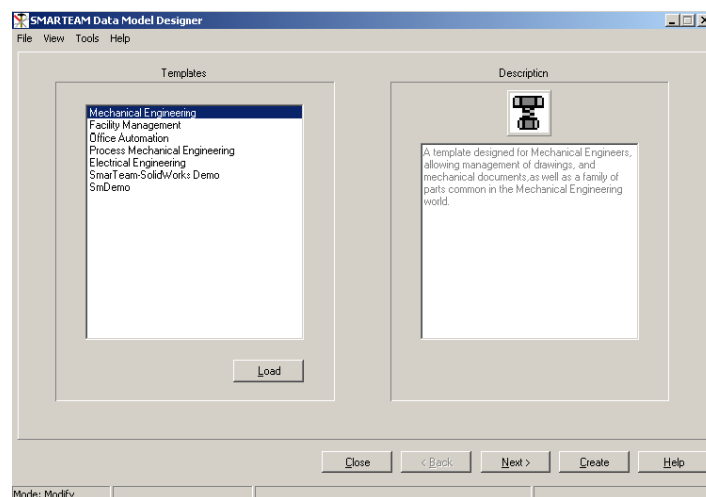 SMARTEAM Data Model Designer
File View Tools Help
Templates
Mechanical Engineering
Facility Management
Office Automation
Process Mechanical Engineering
Electrical Engineering
SmarTeam-SolidWorks Demo
SmDemo
Load
Description
A template designed for Mechanical Engineers,
allowing management of drawings, and
mechanical documents,as well as a family of
parts common in the Mechanical Engineering
world.
Close < Back Next > Create Help
Mode: Modify